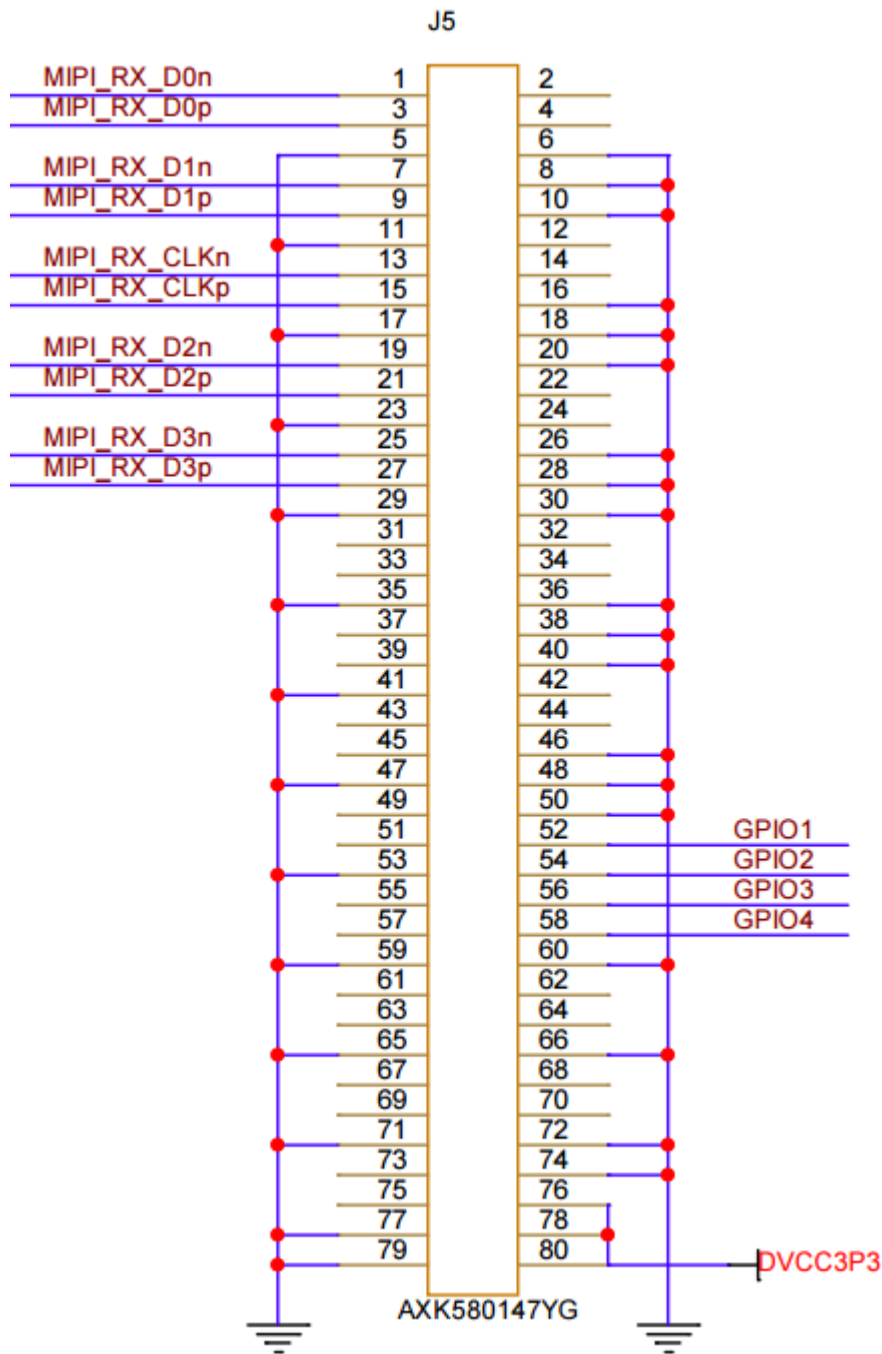 J5
MIPI_RX_D0n 1 2
MIPI_RX_D0p 3 4
5 6
MIPI_RX_D1n 7 8
MIPI_RX_D1p 9 10
11 12
MIPI_RX_CLKn 13 14
MIPI_RX_CLKp 15 16
17 18
MIPI_RX_D2n 19 20
MIPI_RX_D2p 21 22
23 24
MIPI_RX_D3n 25 26
MIPI_RX_D3p 27 28
29 30
31 32
33 34
35 36
37 38
39 40
41 42
43 44
45 46
47 48
49 50
51 52 GPIO1
53 54 GPIO2
55 56 GPIO3
57 58 GPIO4
59 60
61 62
63 64
65 66
67 68
69 70
71 72
73 74
75 76
77 78
79 80 DVCC3P3
AXK580147YG